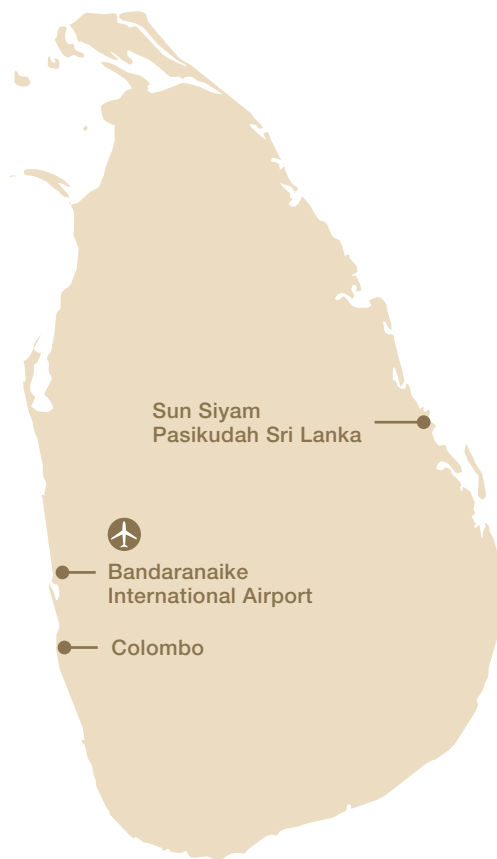 Sun Siyam
Pasikudah Sri Lanka
Bandaranaike
International Airport
Colombo